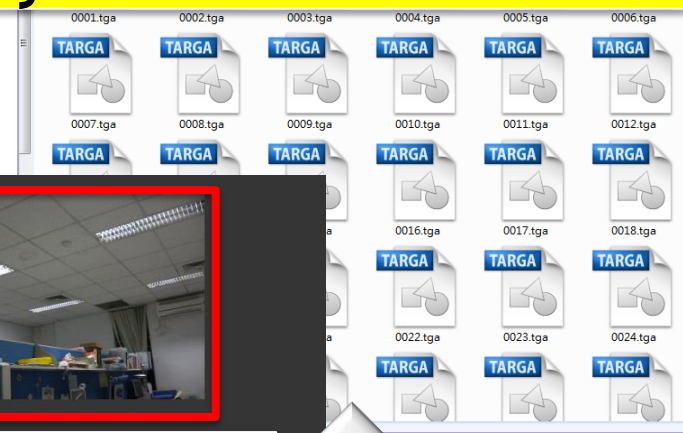 0001.tga 0002.tga 0003.tga 0004.tga 0005.tga 0006.tga
TARGA TARGA TARGA TARGA TARGA TARGA
0007.tga 0008.tga 0009.tga 0010.tga 0011.tga 0012.tga
TARGA TARGA TARGA TARGA TARGA TARGA
0016.tga 0017.tga 0018.tga
TARGA TARGA TARGA
0022.tga 0023.tga 0024.tga
TARGA TARGA TARGA